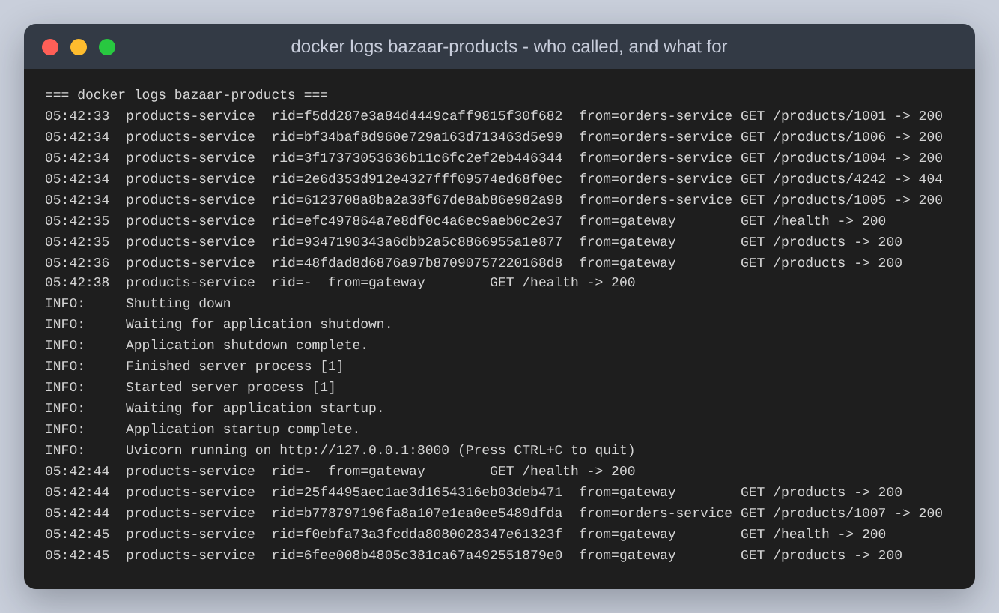 docker logs bazaar-products - who called, and what for
=== docker logs bazaar-products ===
05:42:33  products-service  rid=f5dd287e3a84d4449caff9815f30f682  from=orders-service GET /products/1001 -> 200
05:42:34  products-service  rid=bf34baf8d960e729a163d713463d5e99  from=orders-service GET /products/1006 -> 200
05:42:34  products-service  rid=3f17373053636b11c6fc2ef2eb446344  from=orders-service GET /products/1004 -> 200
05:42:34  products-service  rid=2e6d353d912e4327fff09574ed68f0ec  from=orders-service GET /products/4242 -> 404
05:42:34  products-service  rid=6123708a8ba2a38f67de8ab86e982a98  from=orders-service GET /products/1005 -> 200
05:42:35  products-service  rid=efc497864a7e8df0c4a6ec9aeb0c2e37  from=gateway        GET /health -> 200
05:42:35  products-service  rid=9347190343a6dbb2a5c8866955a1e877  from=gateway        GET /products -> 200
05:42:36  products-service  rid=48fdad8d6876a97b87090757220168d8  from=gateway        GET /products -> 200
05:42:38  products-service  rid=-  from=gateway        GET /health -> 200
INFO:     Shutting down
INFO:     Waiting for application shutdown.
INFO:     Application shutdown complete.
INFO:     Finished server process [1]
INFO:     Started server process [1]
INFO:     Waiting for application startup.
INFO:     Application startup complete.
INFO:     Uvicorn running on http://127.0.0.1:8000 (Press CTRL+C to quit)
05:42:44  products-service  rid=-  from=gateway        GET /health -> 200
05:42:44  products-service  rid=25f4495aec1ae3d1654316eb03deb471  from=gateway        GET /products -> 200
05:42:44  products-service  rid=b778797196fa8a107e1ea0ee5489dfda  from=orders-service GET /products/1007 -> 200
05:42:45  products-service  rid=f0ebfa73a3fcdda8080028347e61323f  from=gateway        GET /health -> 200
05:42:45  products-service  rid=6fee008b4805c381ca67a492551879e0  from=gateway        GET /products -> 200